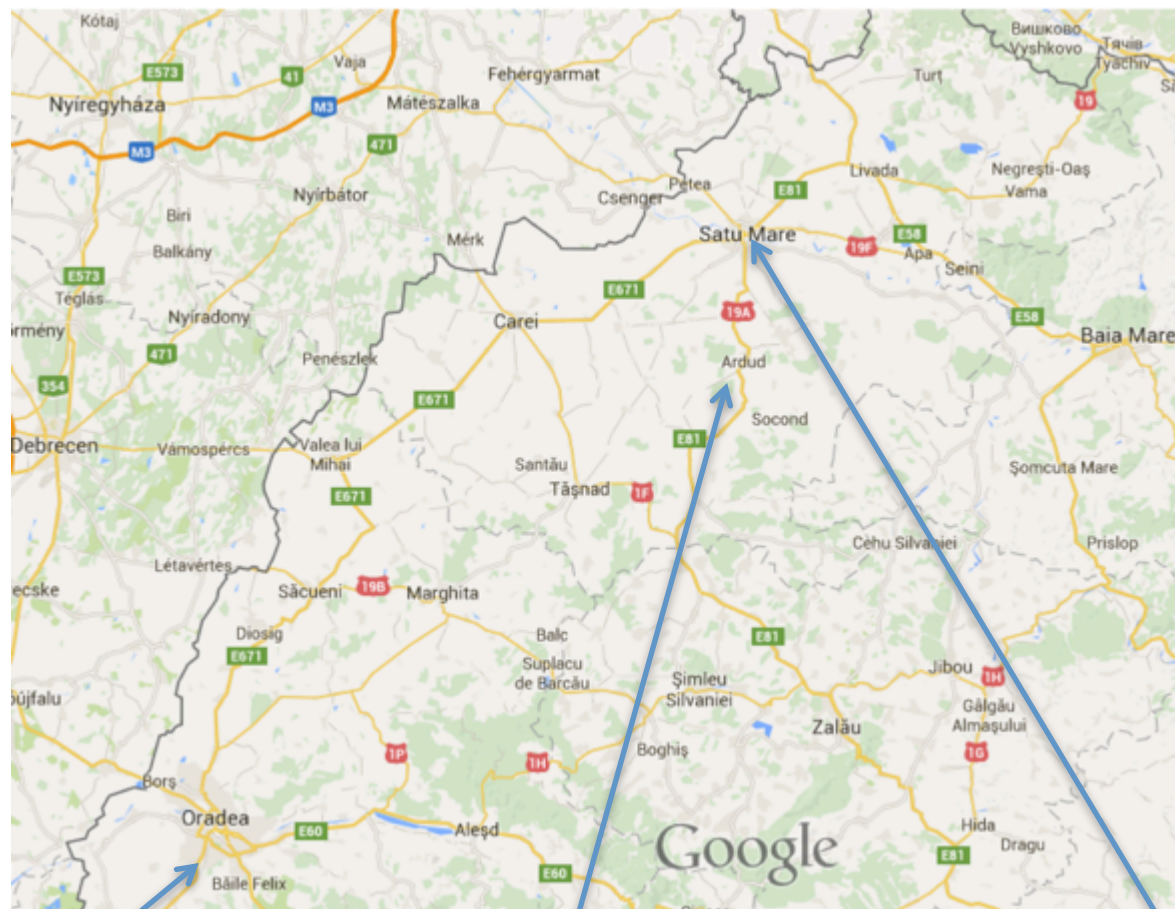 Kótaj
Вишково
Vyshkovo
Тячів
Tyachiv
Vaja
E573
41
Fehérgyarmat
Turț
Nyíregyháza
M3
Mátészalka
19
M3
471
Negrești-Oaș
Livada
Petea
E81
Vama
Nyírbátor
Csenger
Biri
Satu Mare
E58
Mérk
19F
Balkány
Apa
Seini
E573
E671
Téglás
19A
Nyíradony
Carei
E58
Baia Mare
471
Penészlek
Ardud
354
E671
Socond
E81
Debrecen
Vámospércs
Valea lui
Mihai
Santău
Șomcuta Mare
E671
Tășnad
1F
Cehu Silvaniei
Prislop
Létavértes
19B
Săcueni
Marghita
Diosig
Balc
E81
E671
Suplacu
de Barcău
Șimleu
Silvaniei
Jibou
1H
Gâlgău
Almașului
Zalău
1P
1H
Boghiș
1G
Borș
Oradea
E60
Aleșd
Google
Hida
Dragu
E81
Băile Felix
E60